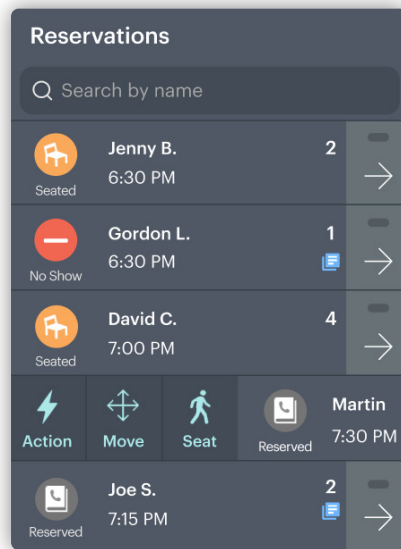 Reservations
Search by name
Jenny B. 2
Seated 6:30 PM
Gordon L. 1
No Show 6:30 PM
David C. 4
Seated 7:00 PM
Action Move Seat Reserved Martin 7:30 PM
Joe S. 2
Reserved 7:15 PM